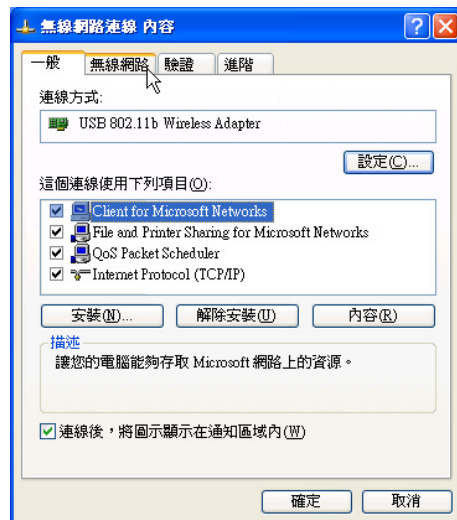 無線網路連線 內容
一般 無線網路 驗證 進階
連線方式:
USB 802.11b Wireless Adapter
設定(C)...
這個連線使用下列項目(O):
Client for Microsoft Networks
File and Printer Sharing for Microsoft Networks
QoS Packet Scheduler
Internet Protocol (TCP/IP)
安裝(N)... 解除安裝(U) 內容(R)
描述
讓您的電腦能夠存取 Microsoft 網路上的資源。
連線後，將圖示顯示在通知區域內(W)
確定 取消